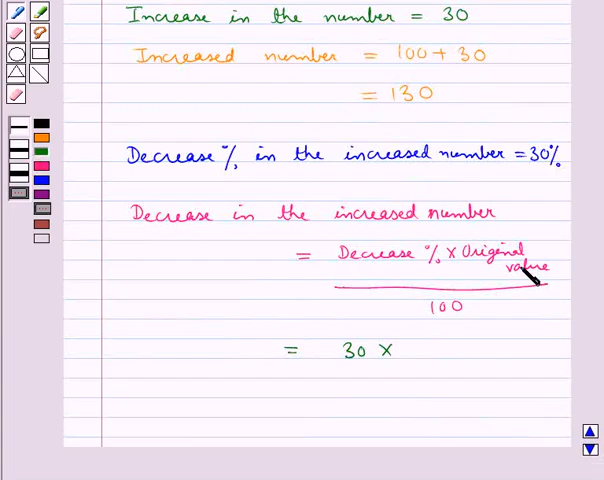 Increase in the number = 30
Increased number = 100 + 30
= 130
Decrease % in the increased number = 30%
Decrease in the increased number
= Decrease % × Original value
100
= 30 ×